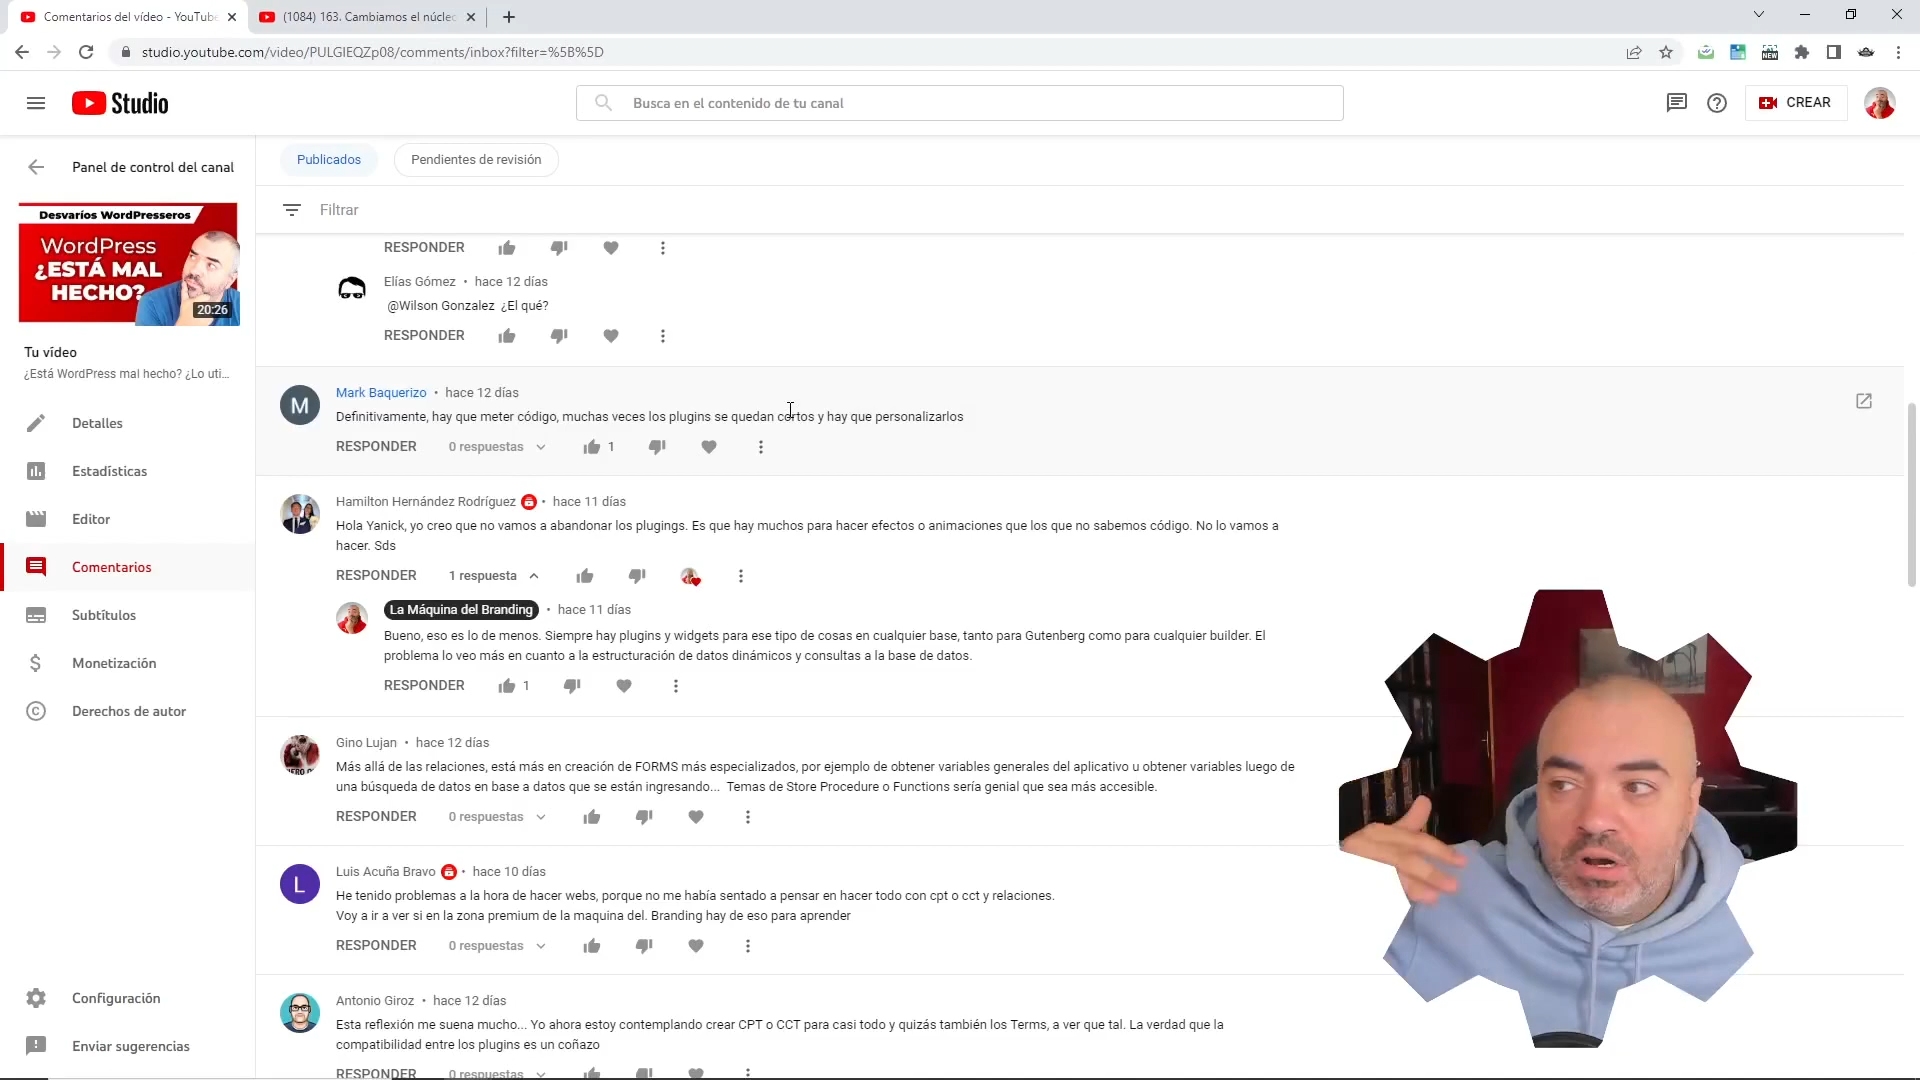 Comentarios del vídeo - YouTube
(1084) 163. Cambiamos el núcleo
studio.youtube.com/video/PULGIEQZp08/comments/inbox?filter=%5B%5D
NEW
Studio
Busca en el contenido de tu canal
CREAR
Panel de control del canal
Publicados
Pendientes de revisión
Filtrar
Desvaríos WordPresseros
WordPress
¿ESTÁ MAL
HECHO?
20:26
Tu vídeo
¿Está WordPress mal hecho? ¿Lo uti...
Detalles
Estadísticas
Editor
Comentarios
Subtítulos
Monetización
Derechos de autor
Configuración
Enviar sugerencias
RESPONDER
Elías Gómez • hace 12 días
@Wilson Gonzalez ¿El qué?
RESPONDER
M
Mark Baquerizo • hace 12 días
Definitivamente, hay que meter código, muchas veces los plugins se quedan cortos y hay que personalizarlos
RESPONDER 0 respuestas 1
Hamilton Hernández Rodríguez • hace 11 días
Hola Yanick, yo creo que no vamos a abandonar los plugings. Es que hay muchos para hacer efectos o animaciones que los que no sabemos código. No lo vamos a
hacer. Sds
RESPONDER 1 respuesta
La Máquina del Branding • hace 11 días
Bueno, eso es lo de menos. Siempre hay plugins y widgets para ese tipo de cosas en cualquier base, tanto para Gutenberg como para cualquier builder. El
problema lo veo más en cuanto a la estructuración de datos dinámicos y consultas a la base de datos.
RESPONDER 1
Gino Lujan • hace 12 días
Más allá de las relaciones, está más en creación de FORMS más especializados, por ejemplo de obtener variables generales del aplicativo u obtener variables luego de
una búsqueda de datos en base a datos que se están ingresando... Temas de Store Procedure o Functions sería genial que sea más accesible.
RESPONDER 0 respuestas
L
Luis Acuña Bravo • hace 10 días
He tenido problemas a la hora de hacer webs, porque no me había sentado a pensar en hacer todo con cpt o cct y relaciones.
Voy a ir a ver si en la zona premium de la maquina del. Branding hay de eso para aprender
RESPONDER 0 respuestas
Antonio Giroz • hace 12 días
Esta reflexión me suena mucho... Yo ahora estoy contemplando crear CPT o CCT para casi todo y quizás también los Terms, a ver que tal. La verdad que la
compatibilidad entre los plugins es un coñazo
RESPONDER 0 respuestas